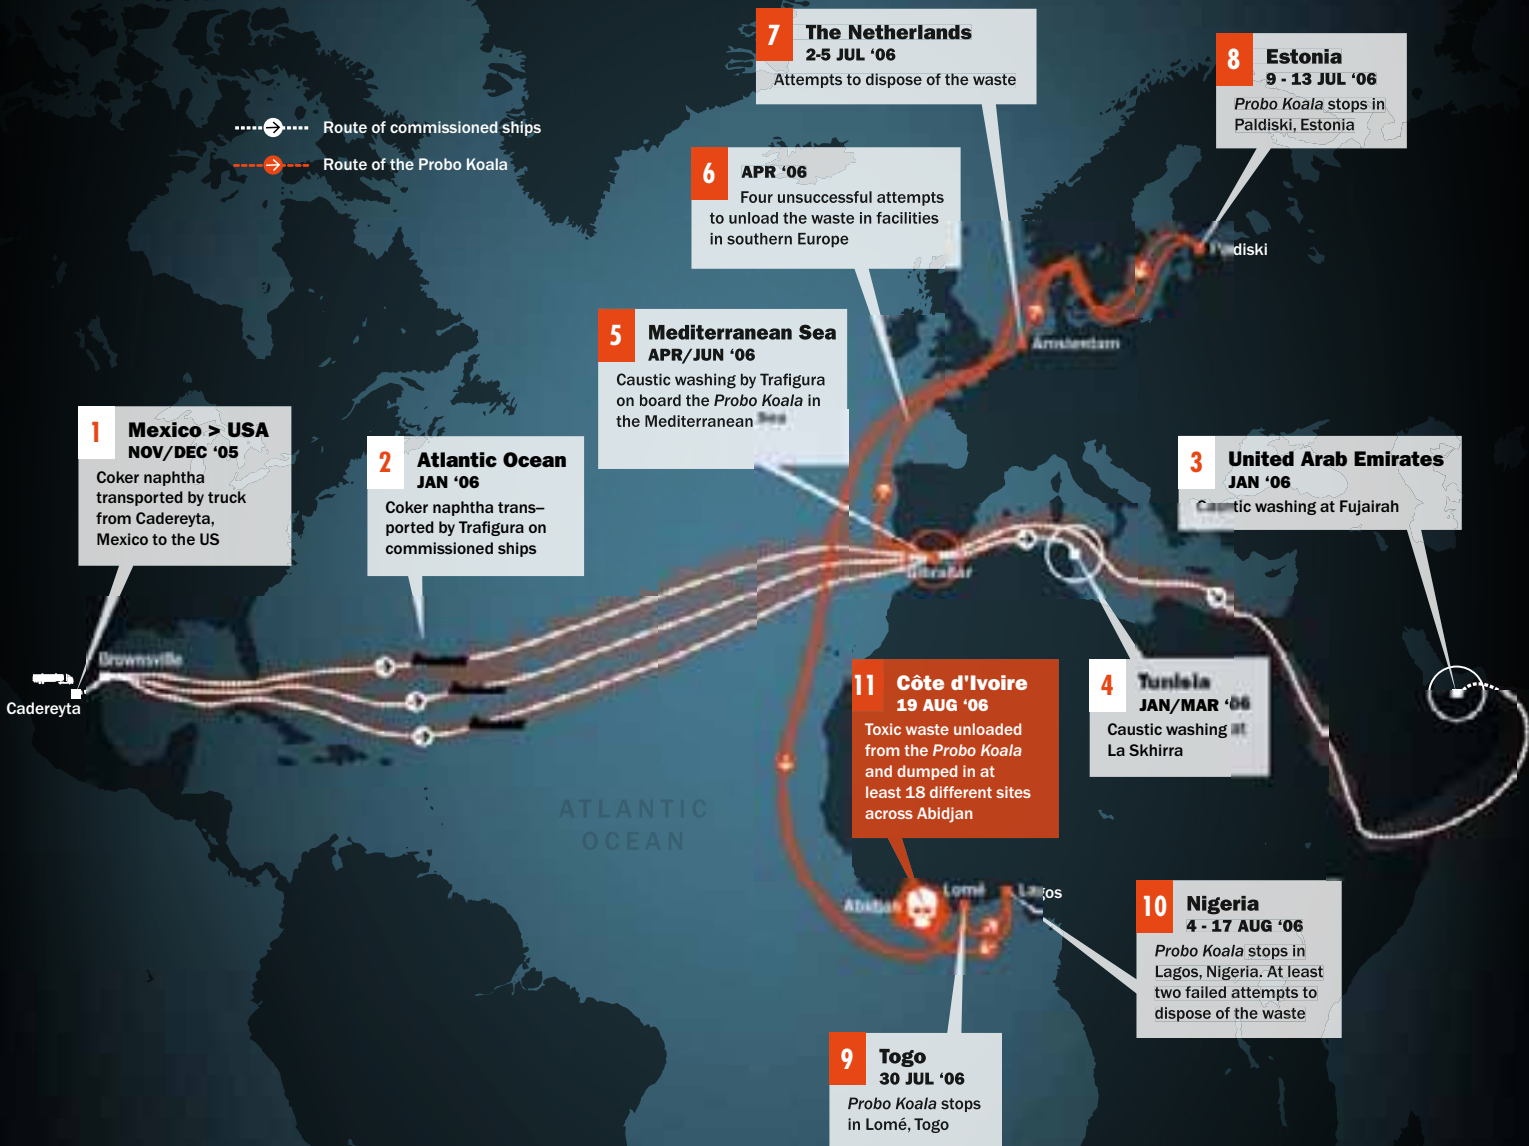 Route of commissioned ships
Route of the Probo Koala
1
Mexico > USA
NOV/DEC ‘05
Coker naphtha
transported by truck
from Cadereyta,
Mexico to the US
2
Atlantic Ocean
JAN ‘06
Coker naphtha trans–
ported by Trafigura on
commissioned ships
3
United Arab Emirates
JAN ‘06
Caustic washing at Fujairah
4
Tunisia
JAN/MAR ‘06
Caustic washing at
La Skhirra
5
Mediterranean Sea
APR/JUN ‘06
Caustic washing by Trafigura
on board the Probo Koala in
the Mediterranean Sea
6
APR ‘06
Four unsuccessful attempts
to unload the waste in facilities
in southern Europe
7
The Netherlands
2-5 JUL ‘06
Attempts to dispose of the waste
8
Estonia
9 - 13 JUL ‘06
Probo Koala stops in
Paldiski, Estonia
9
Togo
30 JUL ‘06
Probo Koala stops
in Lomé, Togo
10
Nigeria
4 - 17 AUG ‘06
Probo Koala stops in
Lagos, Nigeria. At least
two failed attempts to
dispose of the waste
11
Côte d'Ivoire
19 AUG ‘06
Toxic waste unloaded
from the Probo Koala
and dumped in at
least 18 different sites
across Abidjan
Paldiski
Amsterdam
Gibraltar
Brownsville
Cadereyta
ATLANTIC
OCEAN
Abidjan
Lomé
Lagos